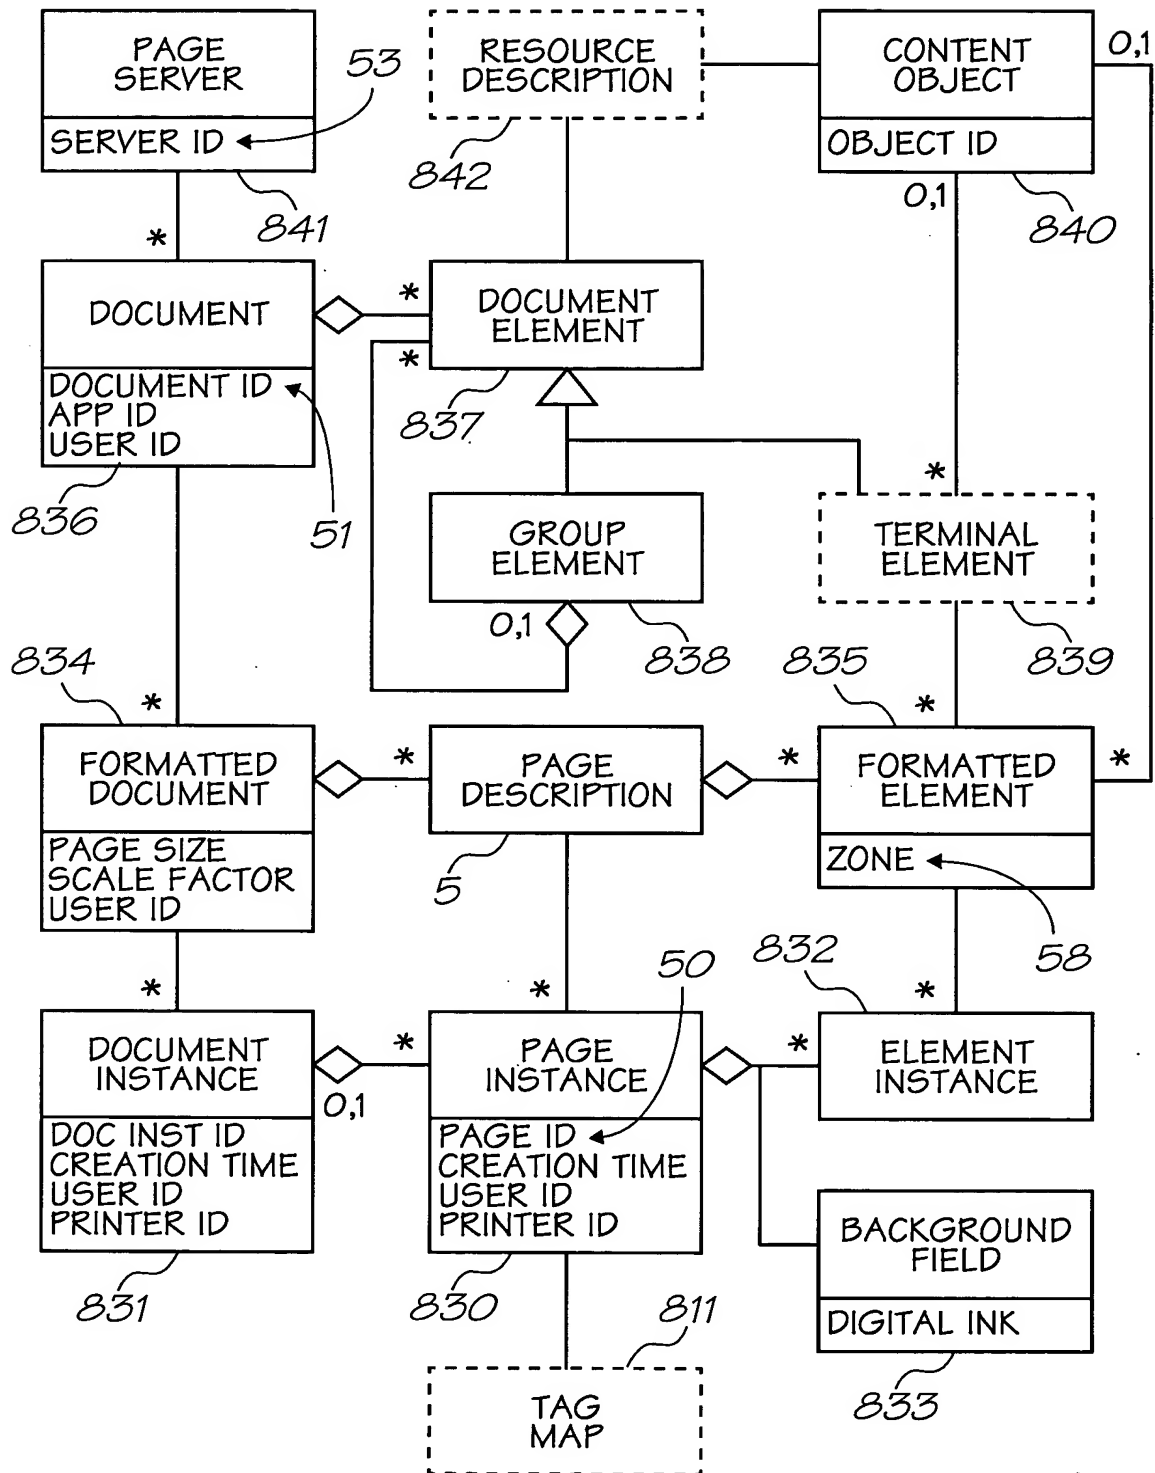 PAGE
SERVER
SERVER ID
53
841
RESOURCE
DESCRIPTION
842
CONTENT
OBJECT
OBJECT ID
0,1
0,1
840
*
DOCUMENT
DOCUMENT ID
APP ID
USER ID
836
51
*
*
DOCUMENT
ELEMENT
837
GROUP
ELEMENT
0,1
838
*
TERMINAL
ELEMENT
839
834
*
FORMATTED
DOCUMENT
PAGE SIZE
SCALE FACTOR
USER ID
*
PAGE
DESCRIPTION
5
835
*
*
*
FORMATTED
ELEMENT
ZONE
58
*
DOCUMENT
INSTANCE
DOC INST ID
CREATION TIME
USER ID
PRINTER ID
831
0,1
*
*
50
PAGE
INSTANCE
PAGE ID
CREATION TIME
USER ID
PRINTER ID
830
832
*
*
ELEMENT
INSTANCE
BACKGROUND
FIELD
DIGITAL INK
833
811
TAG
MAP